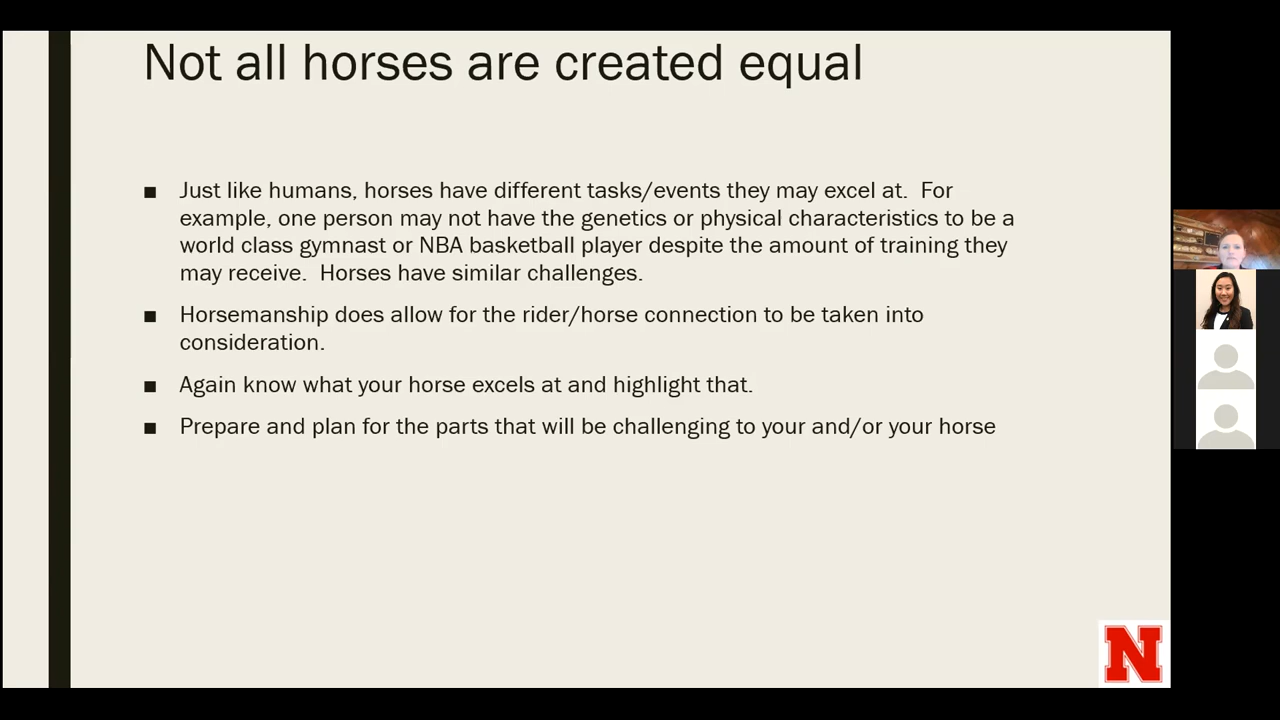 Not all horses are created equal
■ Just like humans, horses have different tasks/events they may excel at.  For
example, one person may not have the genetics or physical characteristics to be a
world class gymnast or NBA basketball player despite the amount of training they
may receive.  Horses have similar challenges.
■ Horsemanship does allow for the rider/horse connection to be taken into
consideration.
■ Again know what your horse excels at and highlight that.
■ Prepare and plan for the parts that will be challenging to your and/or your horse
N